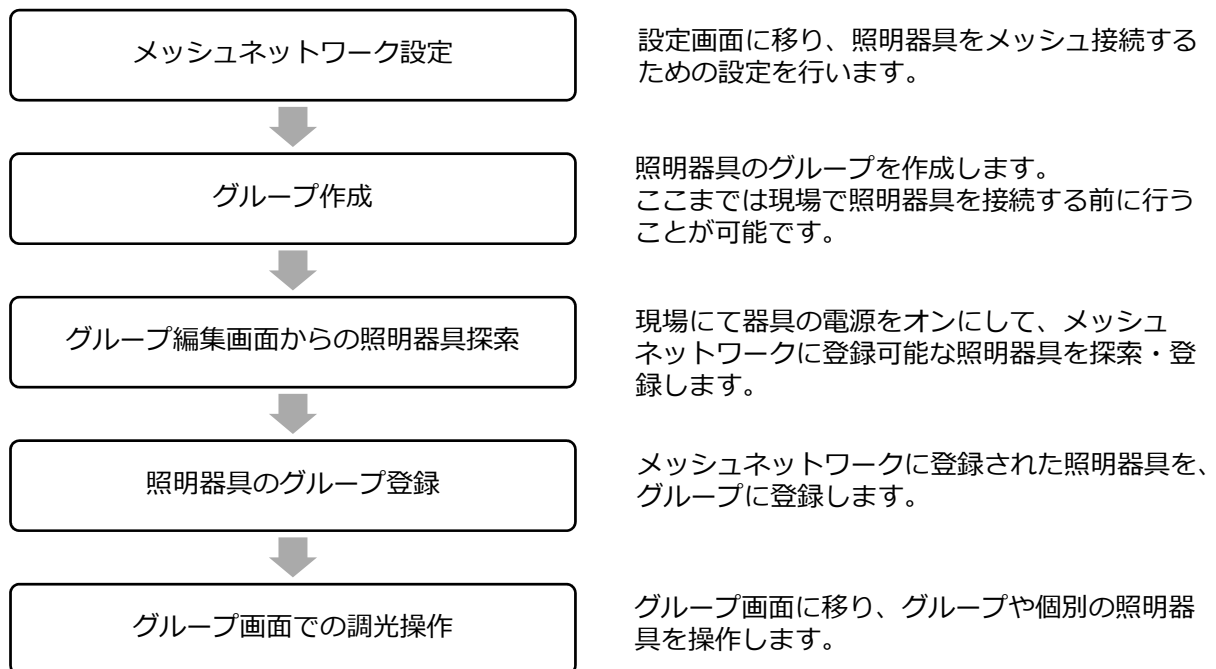 メッシュネットワーク設定
設定画面に移り、照明器具をメッシュ接続する
ための設定を行います。
グループ作成
照明器具のグループを作成します。
ここまでは現場で照明器具を接続する前に行う
ことが可能です。
グループ編集画面からの照明器具探索
現場にて器具の電源をオンにして、メッシュ
ネットワークに登録可能な照明器具を探索・登
録します。
照明器具のグループ登録
メッシュネットワークに登録された照明器具を、
グループに登録します。
グループ画面での調光操作
グループ画面に移り、グループや個別の照明器
具を操作します。